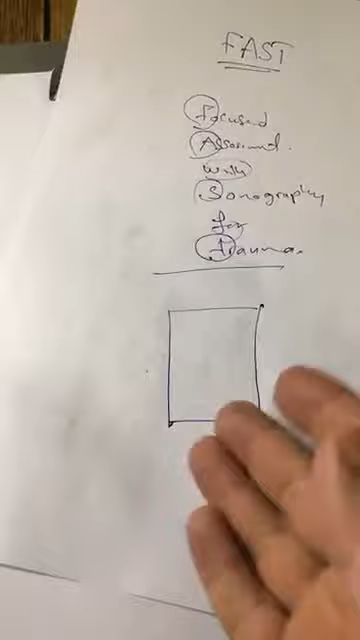 FAST
Focused
Assessment
with
Sonography
for
Trauma.